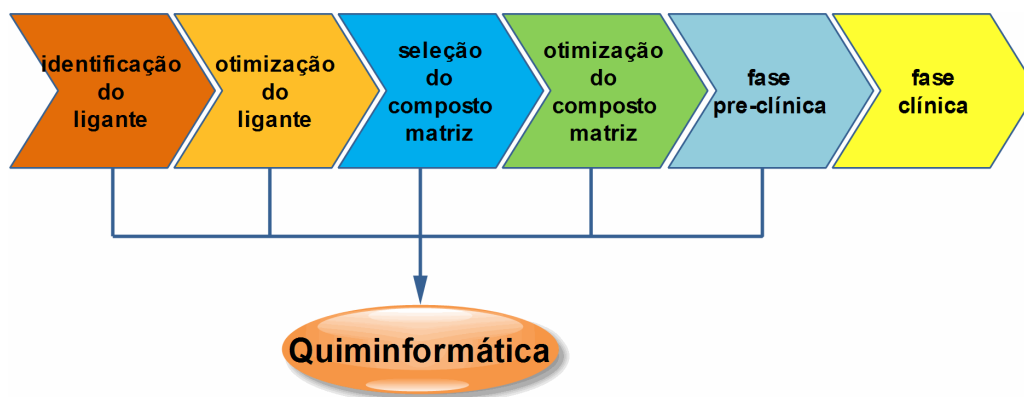 identificação
do
ligante
otimização
do
ligante
seleção
do
composto
matriz
otimização
do
composto
matriz
fase
pre-clínica
fase
clínica
Quiminformática